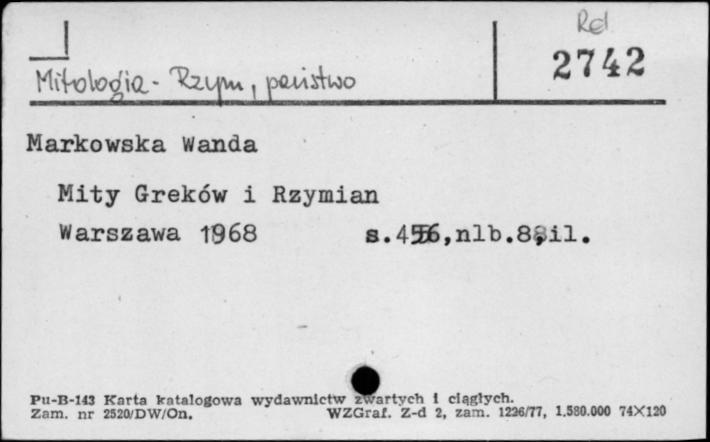 Rel
2742
Mitologia - Rzym, państwo
Markowska Wanda
Mity Greków i Rzymian
Warszawa 1968 s.456,nlb.8,il.
Pu-B-143 Karta katalogowa wydawnictw zwartych i ciągłych.
Zam. nr 2520/DW/On. WZGraf. Z-d 2, zam. 1226/77, 1.580.000 74×120